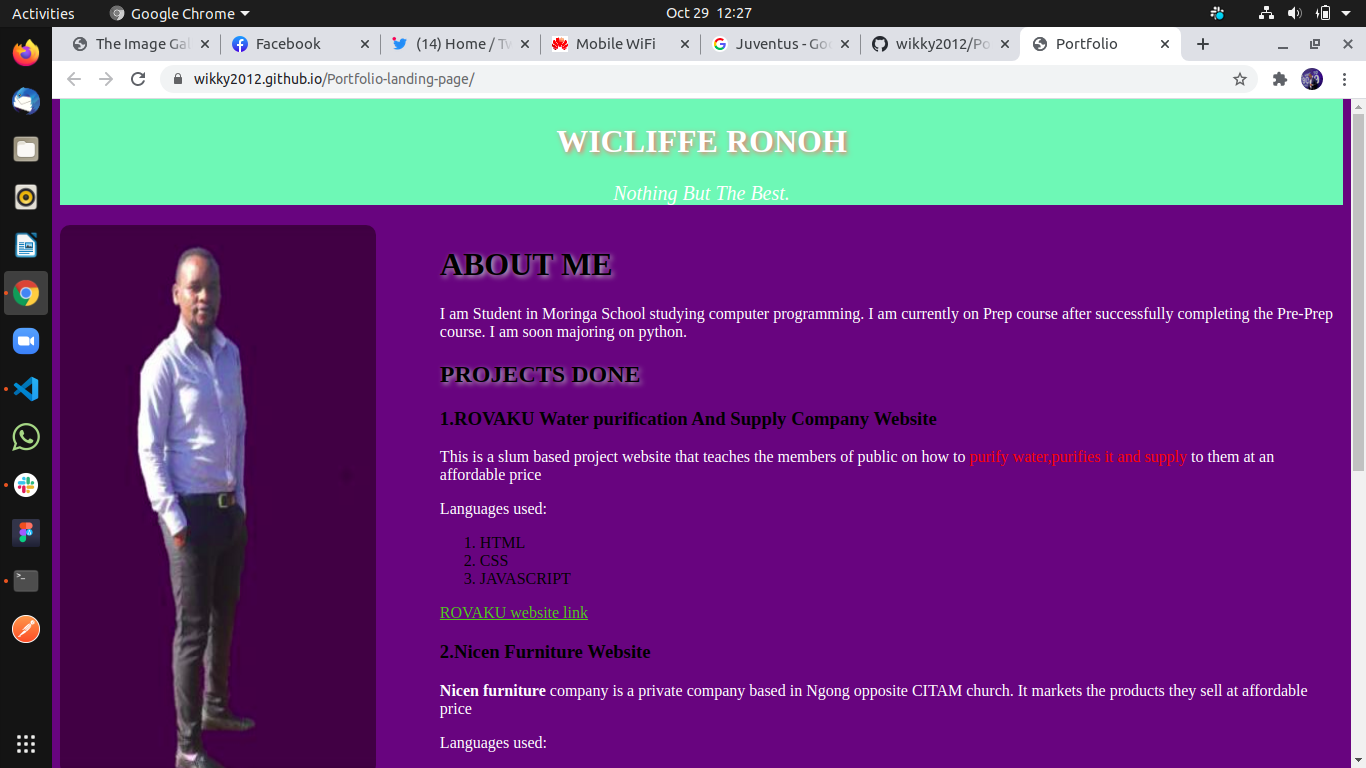 Activities Google Chrome Oct 29 12:27
The Image Gal Facebook (14) Home / Tw Mobile WiFi Juventus - Goo wikky2012/Po Portfolio
wikky2012.github.io/Portfolio-landing-page/
WICLIFFE RONOH
Nothing But The Best.
ABOUT ME
I am Student in Moringa School studying computer programming. I am currently on Prep course after successfully completing the Pre-Prep
course. I am soon majoring on python.
PROJECTS DONE
1.ROVAKU Water purification And Supply Company Website
This is a slum based project website that teaches the members of public on how to purify water,purifies it and supply to them at an
affordable price
Languages used:
1. HTML
2. CSS
3. JAVASCRIPT
ROVAKU website link
2.Nicen Furniture Website
Nicen furniture company is a private company based in Ngong opposite CITAM church. It markets the products they sell at affordable
price
Languages used: